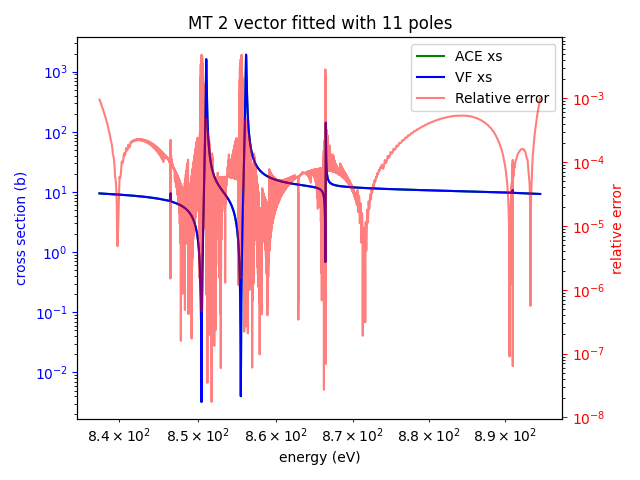 MT 2 vector fitted with 11 poles
ACE xs
VF xs
Relative error
10³
10²
10¹
10⁰
10⁻¹
10⁻²
cross section (b)
10⁻³
10⁻⁴
10⁻⁵
10⁻⁶
10⁻⁷
10⁻⁸
relative error
8.4 × 10² 8.5 × 10² 8.6 × 10² 8.7 × 10² 8.8 × 10² 8.9 × 10²
energy (eV)